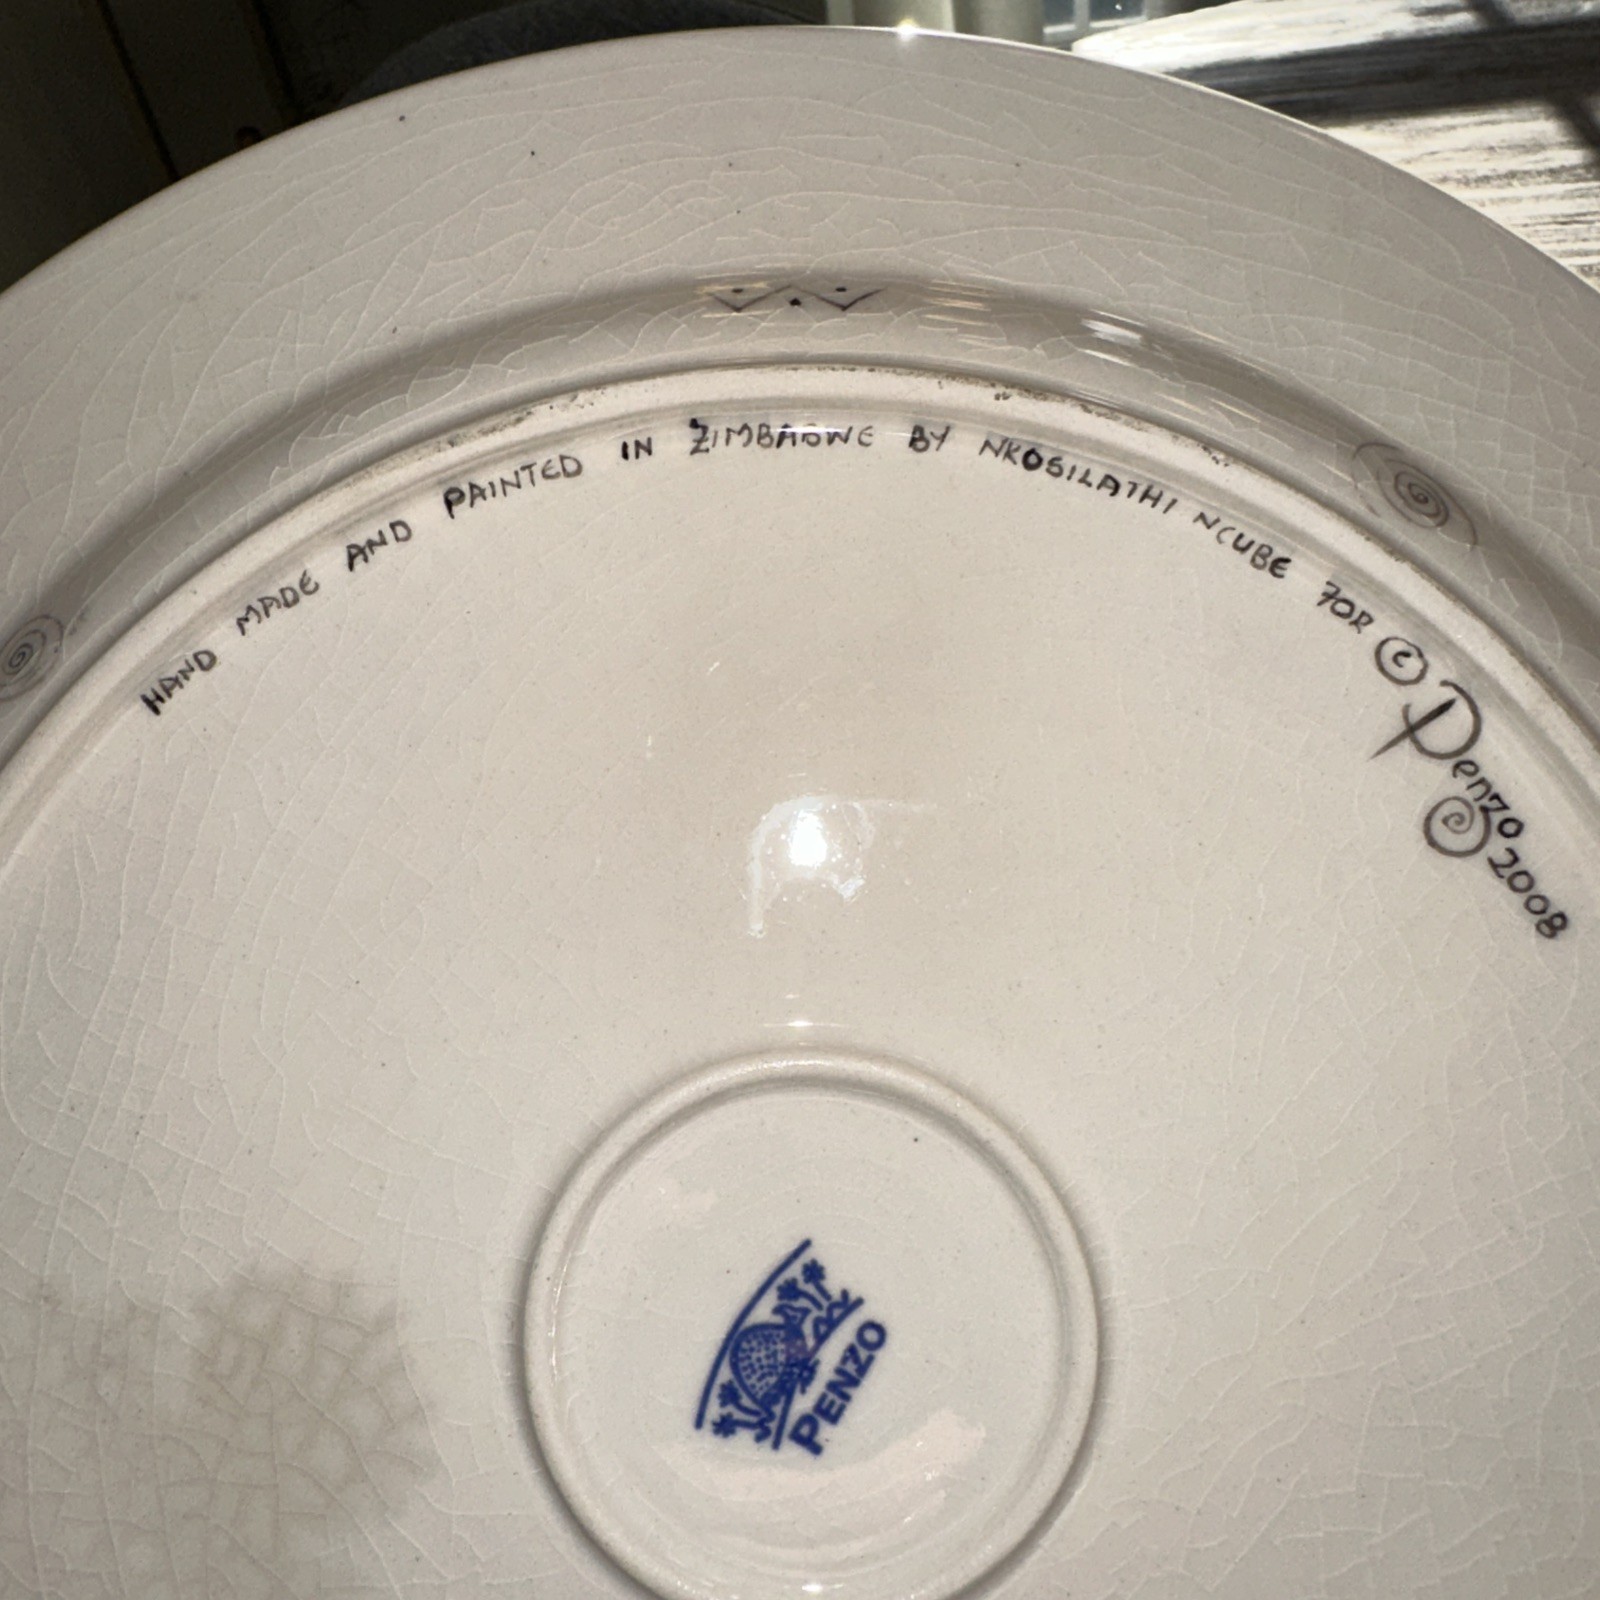 HAND MADE AND PAINTED IN ZIMBABWE BY NKOSILATHI NCUBE FOR © Penzo 2008
PENZO